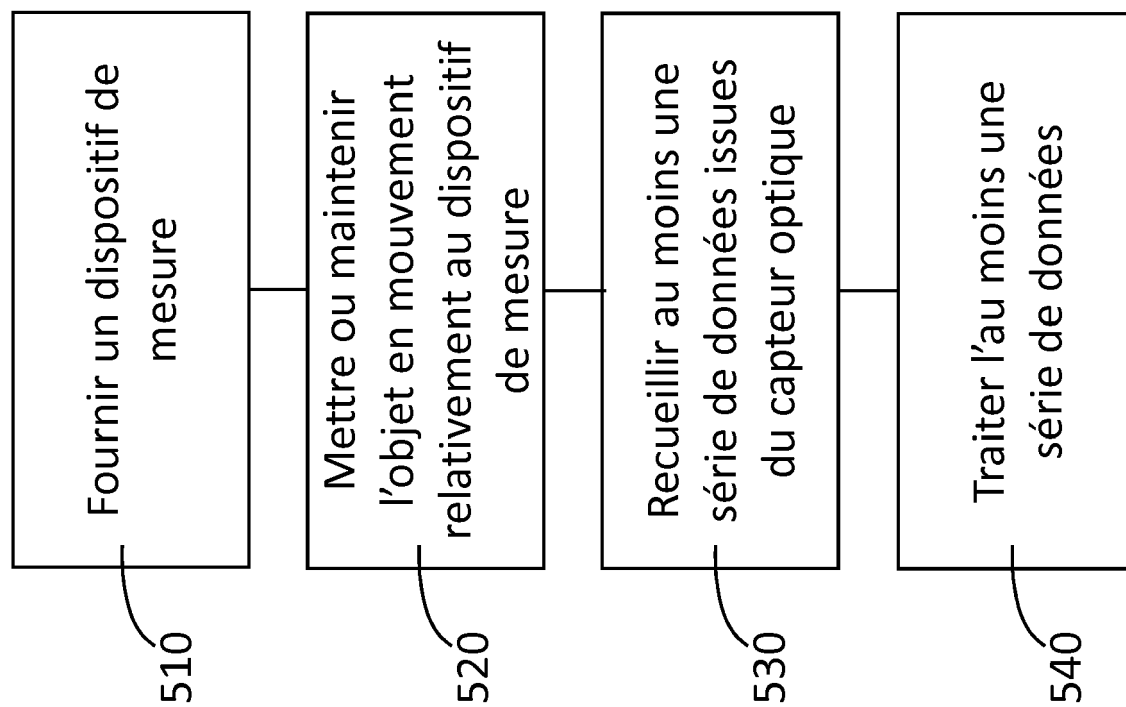 510
Fournir un dispositif de
mesure
520
Mettre ou maintenir
l’objet en mouvement
relativement au dispositif
de mesure
530
Recueillir au moins une
série de données issues
du capteur optique
540
Traiter l’au moins une
série de données